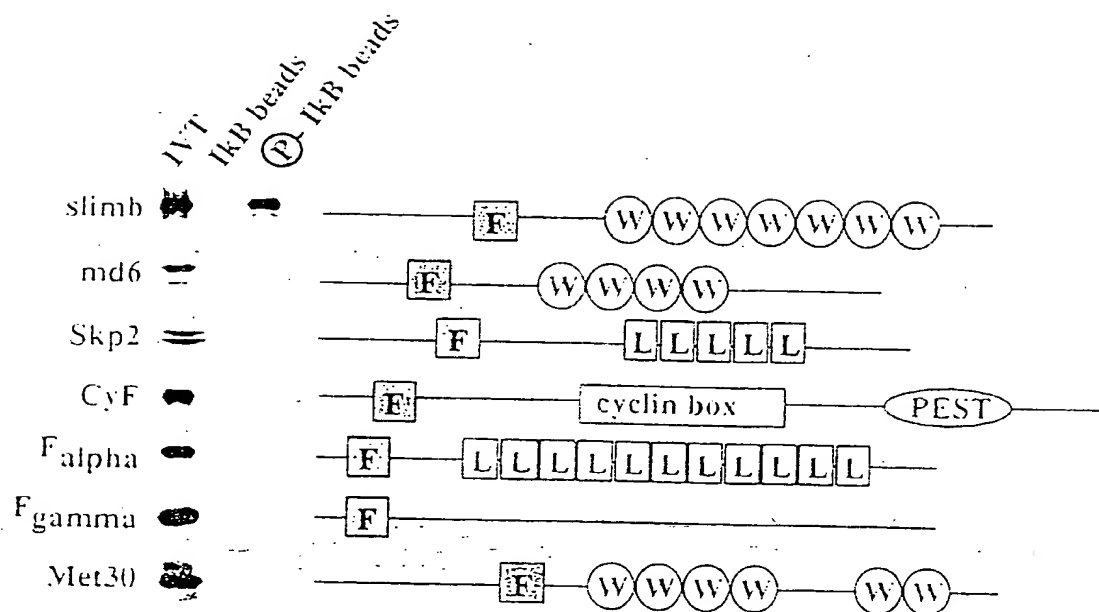 IVT
IkB beads
P - IkB beads
slimb F W W W W W W W
md6 F W W W W
Skp2 F L L L L L
CyF F cyclin box PEST
Falpha F L L L L L L L L L L L
Fgamma F
Met30 F W W W W W W